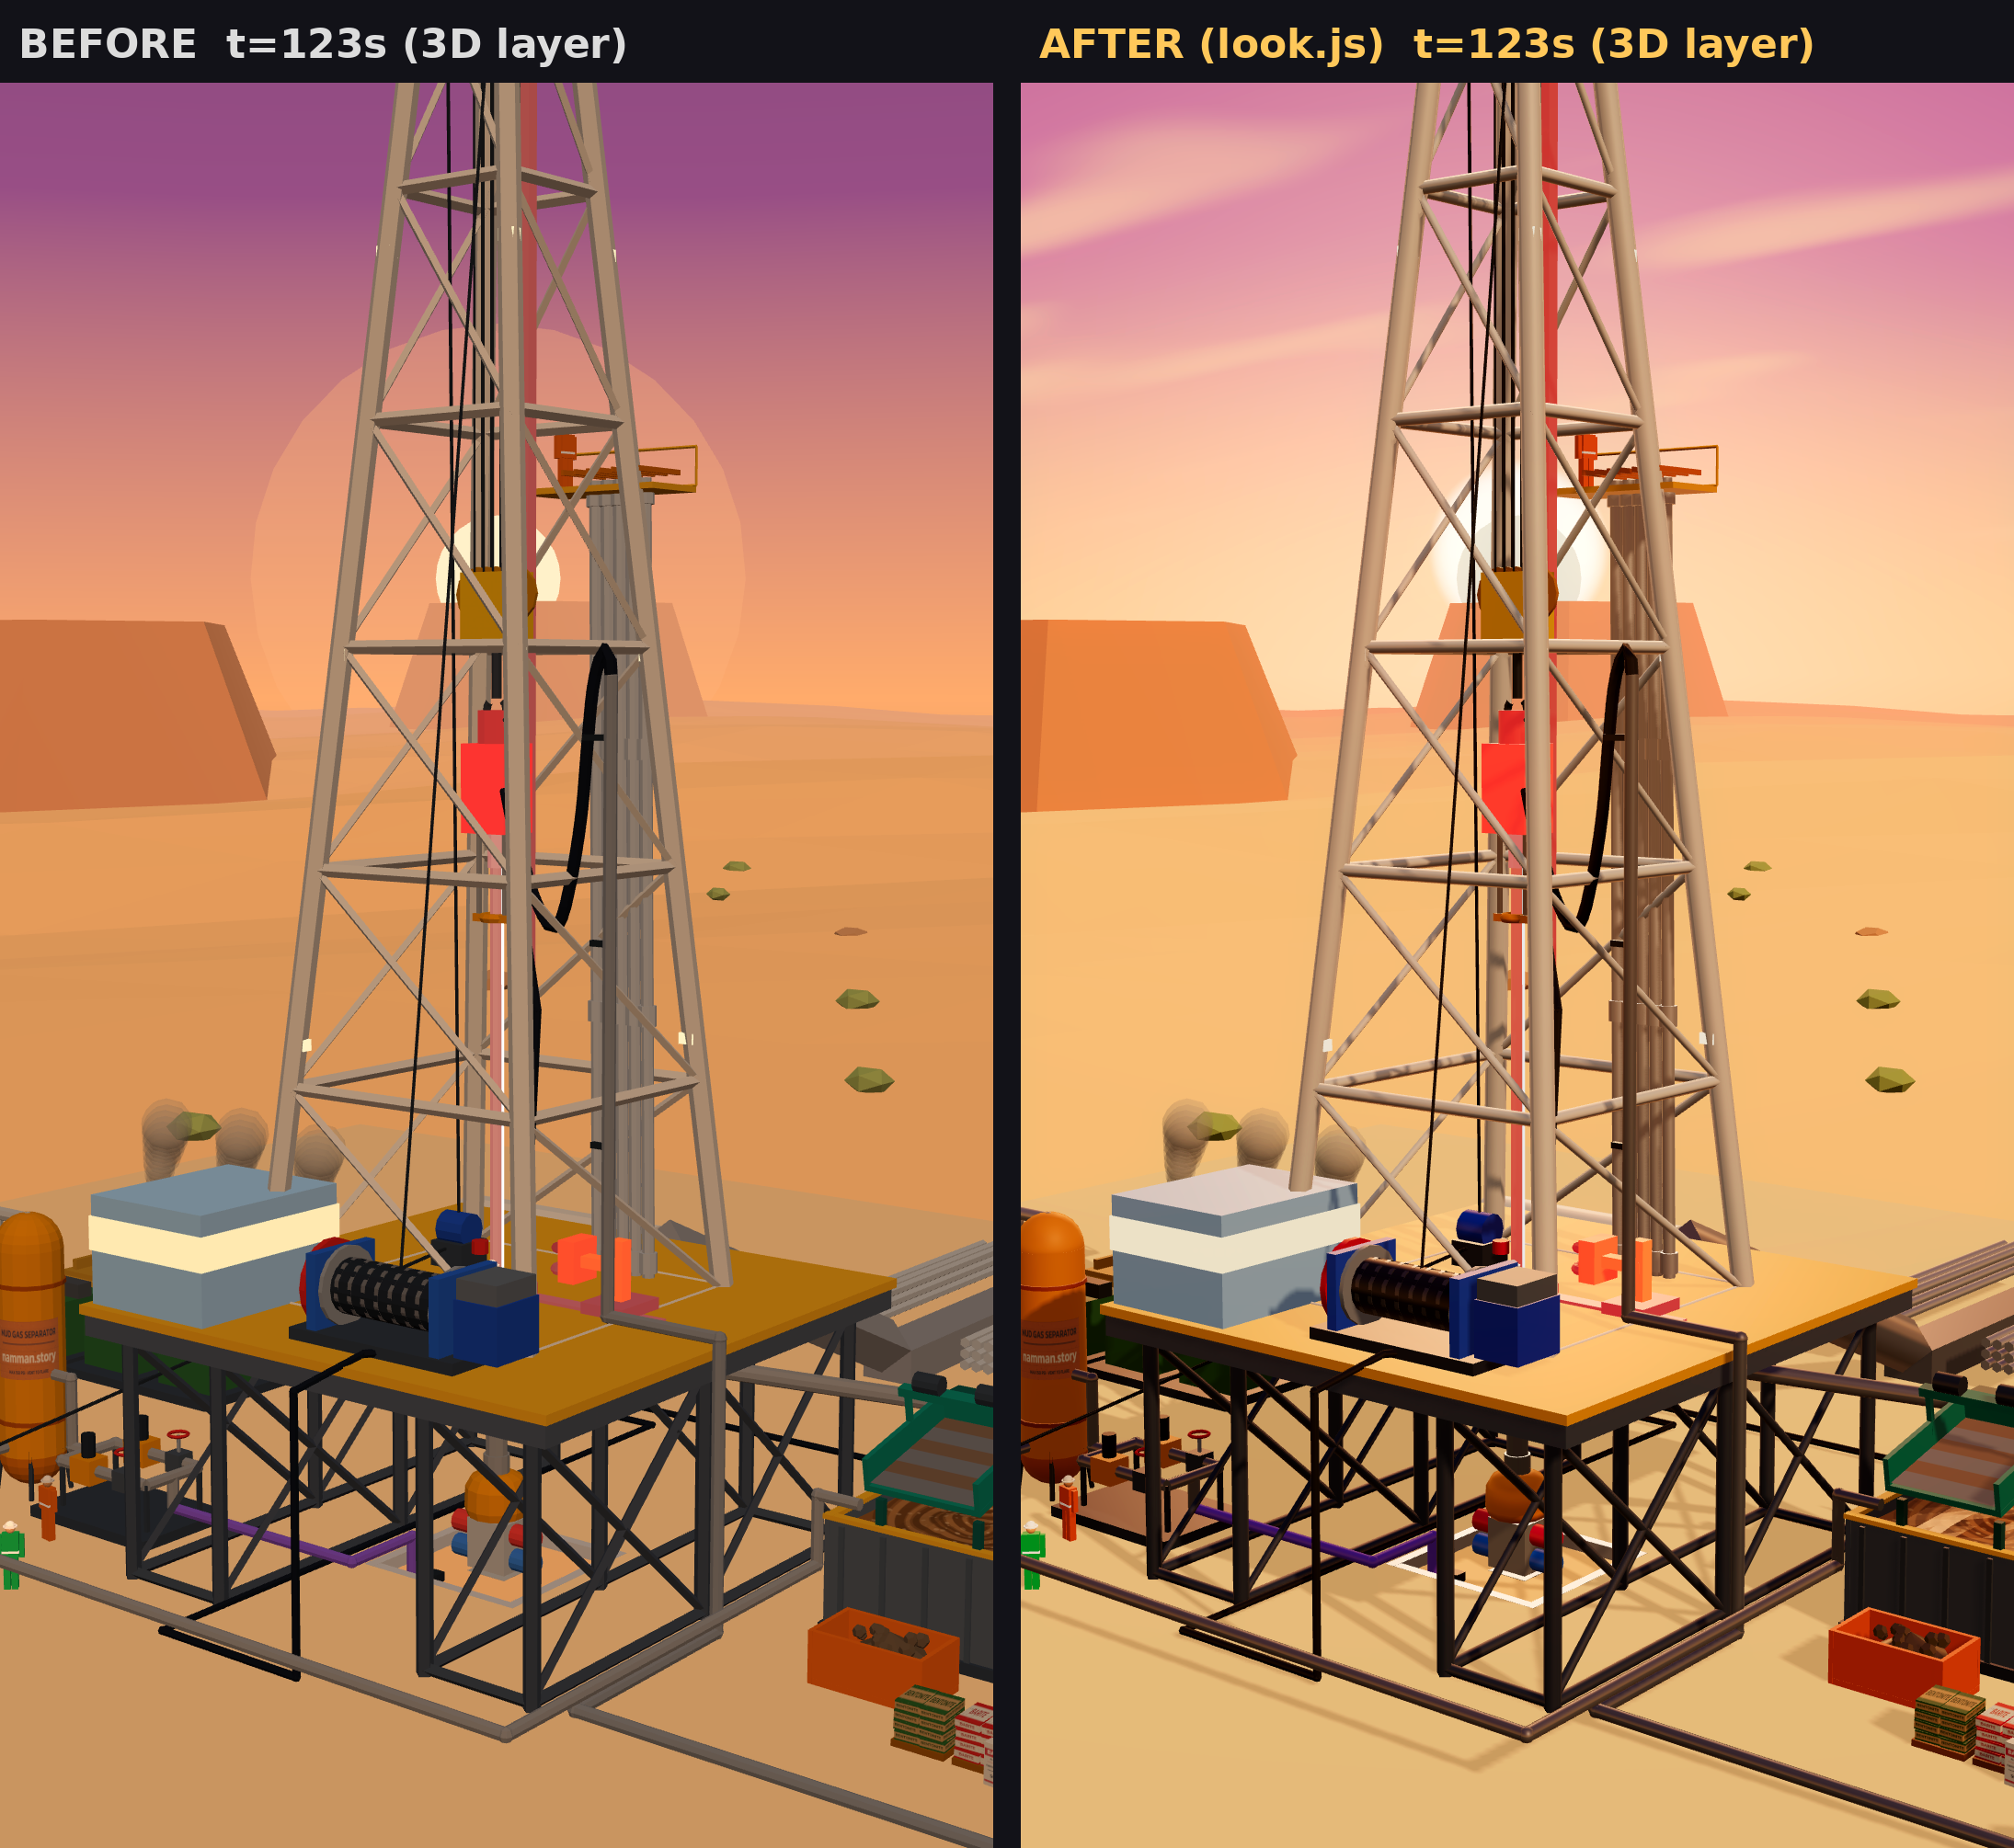 BEFORE t=123s (3D layer)
AFTER (look.js) t=123s (3D layer)
MUD GAS SEPARATOR
namman.story
MUD GAS SEPARATOR
namman.story